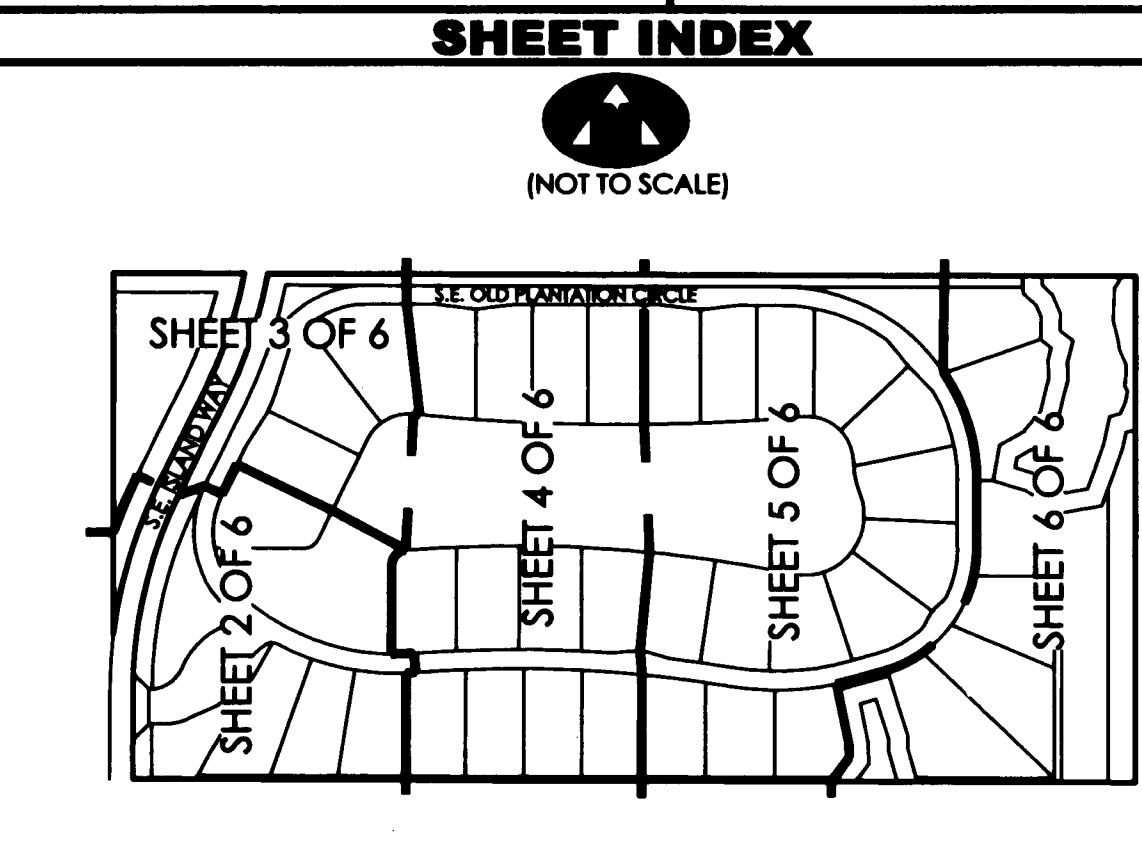 SHEET INDEX
(NOT TO SCALE)
S.E. OLD PLANTATION CIRCLE
SHEET 3 OF 6
S.E. ISLAND WAY
SHEET 2 OF 6
SHEET 4 OF 6
SHEET 5 OF 6
SHEET 6 OF 6